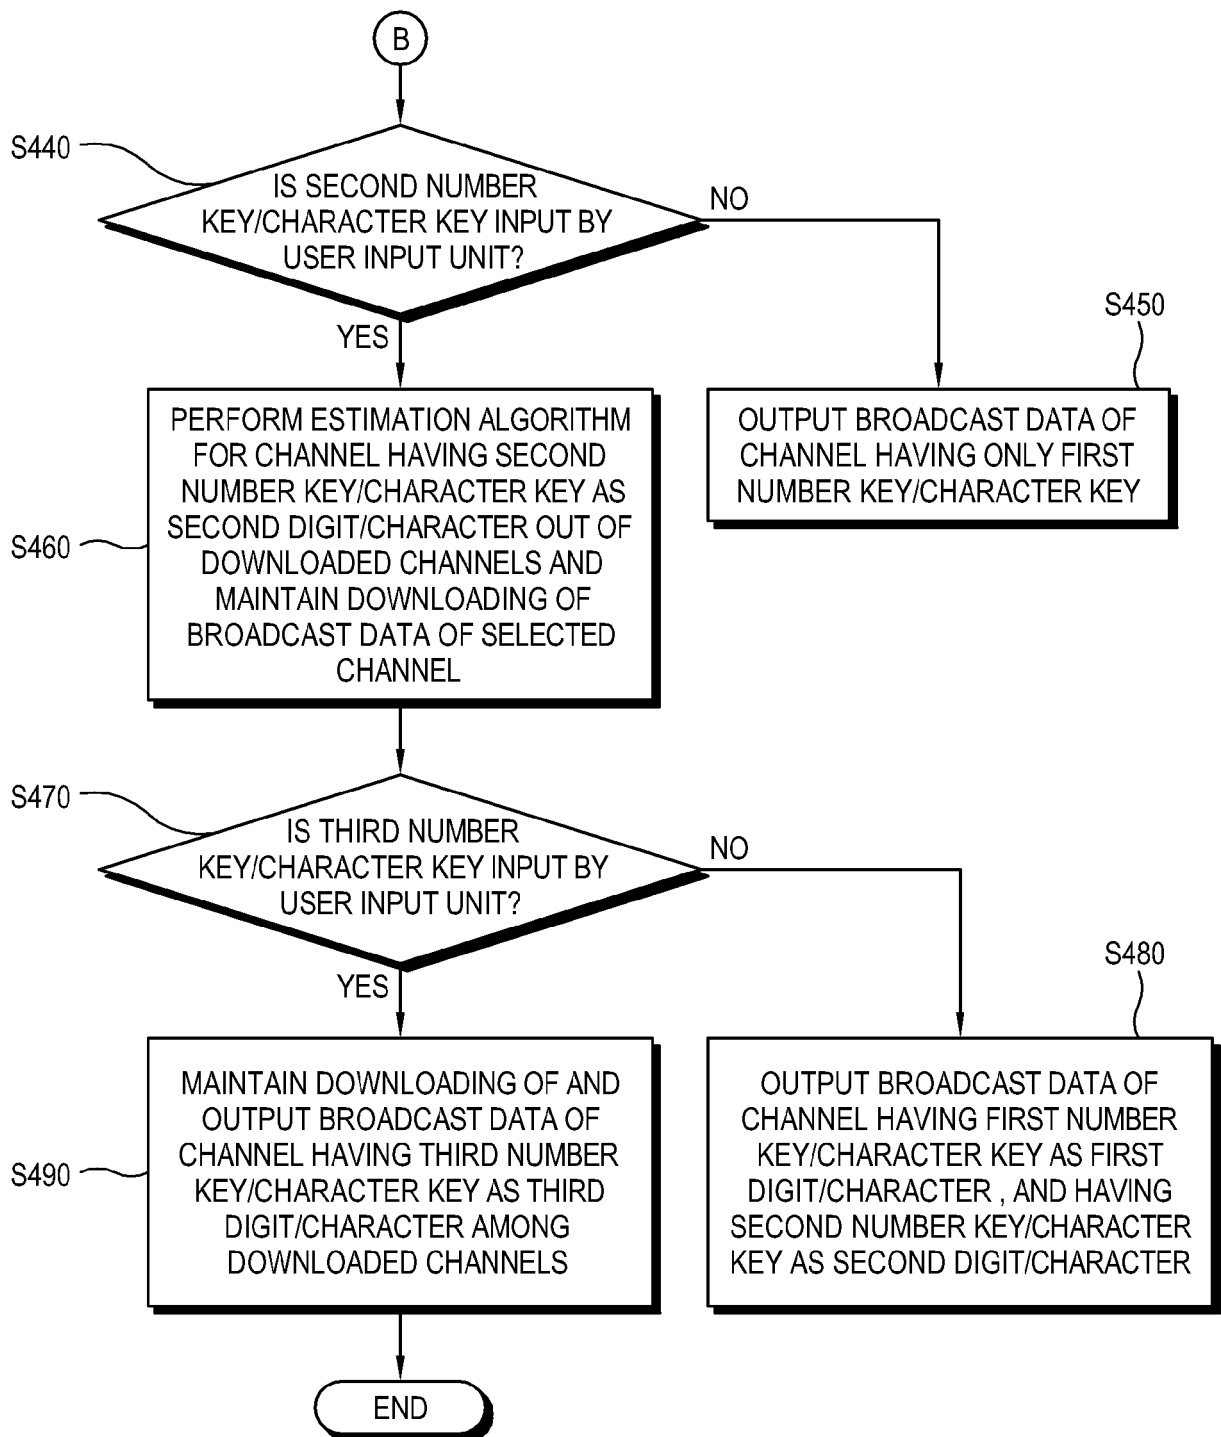 B
S440
IS SECOND NUMBER
KEY/CHARACTER KEY INPUT BY
USER INPUT UNIT?
NO
YES
S450
OUTPUT BROADCAST DATA OF
CHANNEL HAVING ONLY FIRST
NUMBER KEY/CHARACTER KEY
S460
PERFORM ESTIMATION ALGORITHM
FOR CHANNEL HAVING SECOND
NUMBER KEY/CHARACTER KEY AS
SECOND DIGIT/CHARACTER OUT OF
DOWNLOADED CHANNELS AND
MAINTAIN DOWNLOADING OF
BROADCAST DATA OF SELECTED
CHANNEL
S470
IS THIRD NUMBER
KEY/CHARACTER KEY INPUT BY
USER INPUT UNIT?
NO
YES
S480
OUTPUT BROADCAST DATA OF
CHANNEL HAVING FIRST NUMBER
KEY/CHARACTER KEY AS FIRST
DIGIT/CHARACTER , AND HAVING
SECOND NUMBER KEY/CHARACTER
KEY AS SECOND DIGIT/CHARACTER
S490
MAINTAIN DOWNLOADING OF AND
OUTPUT BROADCAST DATA OF
CHANNEL HAVING THIRD NUMBER
KEY/CHARACTER KEY AS THIRD
DIGIT/CHARACTER AMONG
DOWNLOADED CHANNELS
END